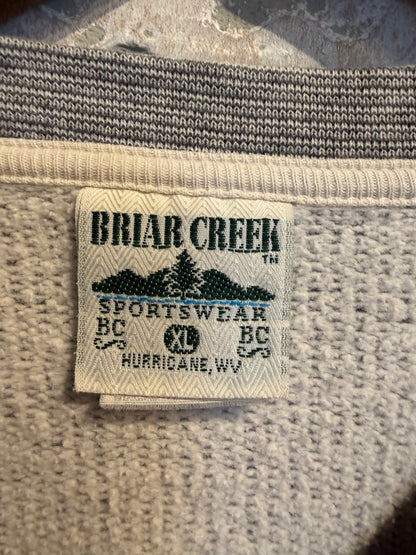 BRIAR CREEK
TM
SPORTSWEAR
BC XL BC
HURRICANE, WV